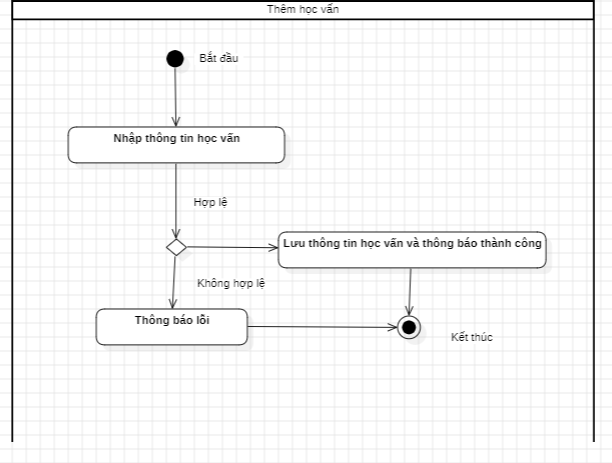 Thêm học vấn
Bắt đầu
Nhập thông tin học vấn
Hợp lệ
Lưu thông tin học vấn và thông báo thành công
Không hợp lệ
Thông báo lỗi
Kết thúc